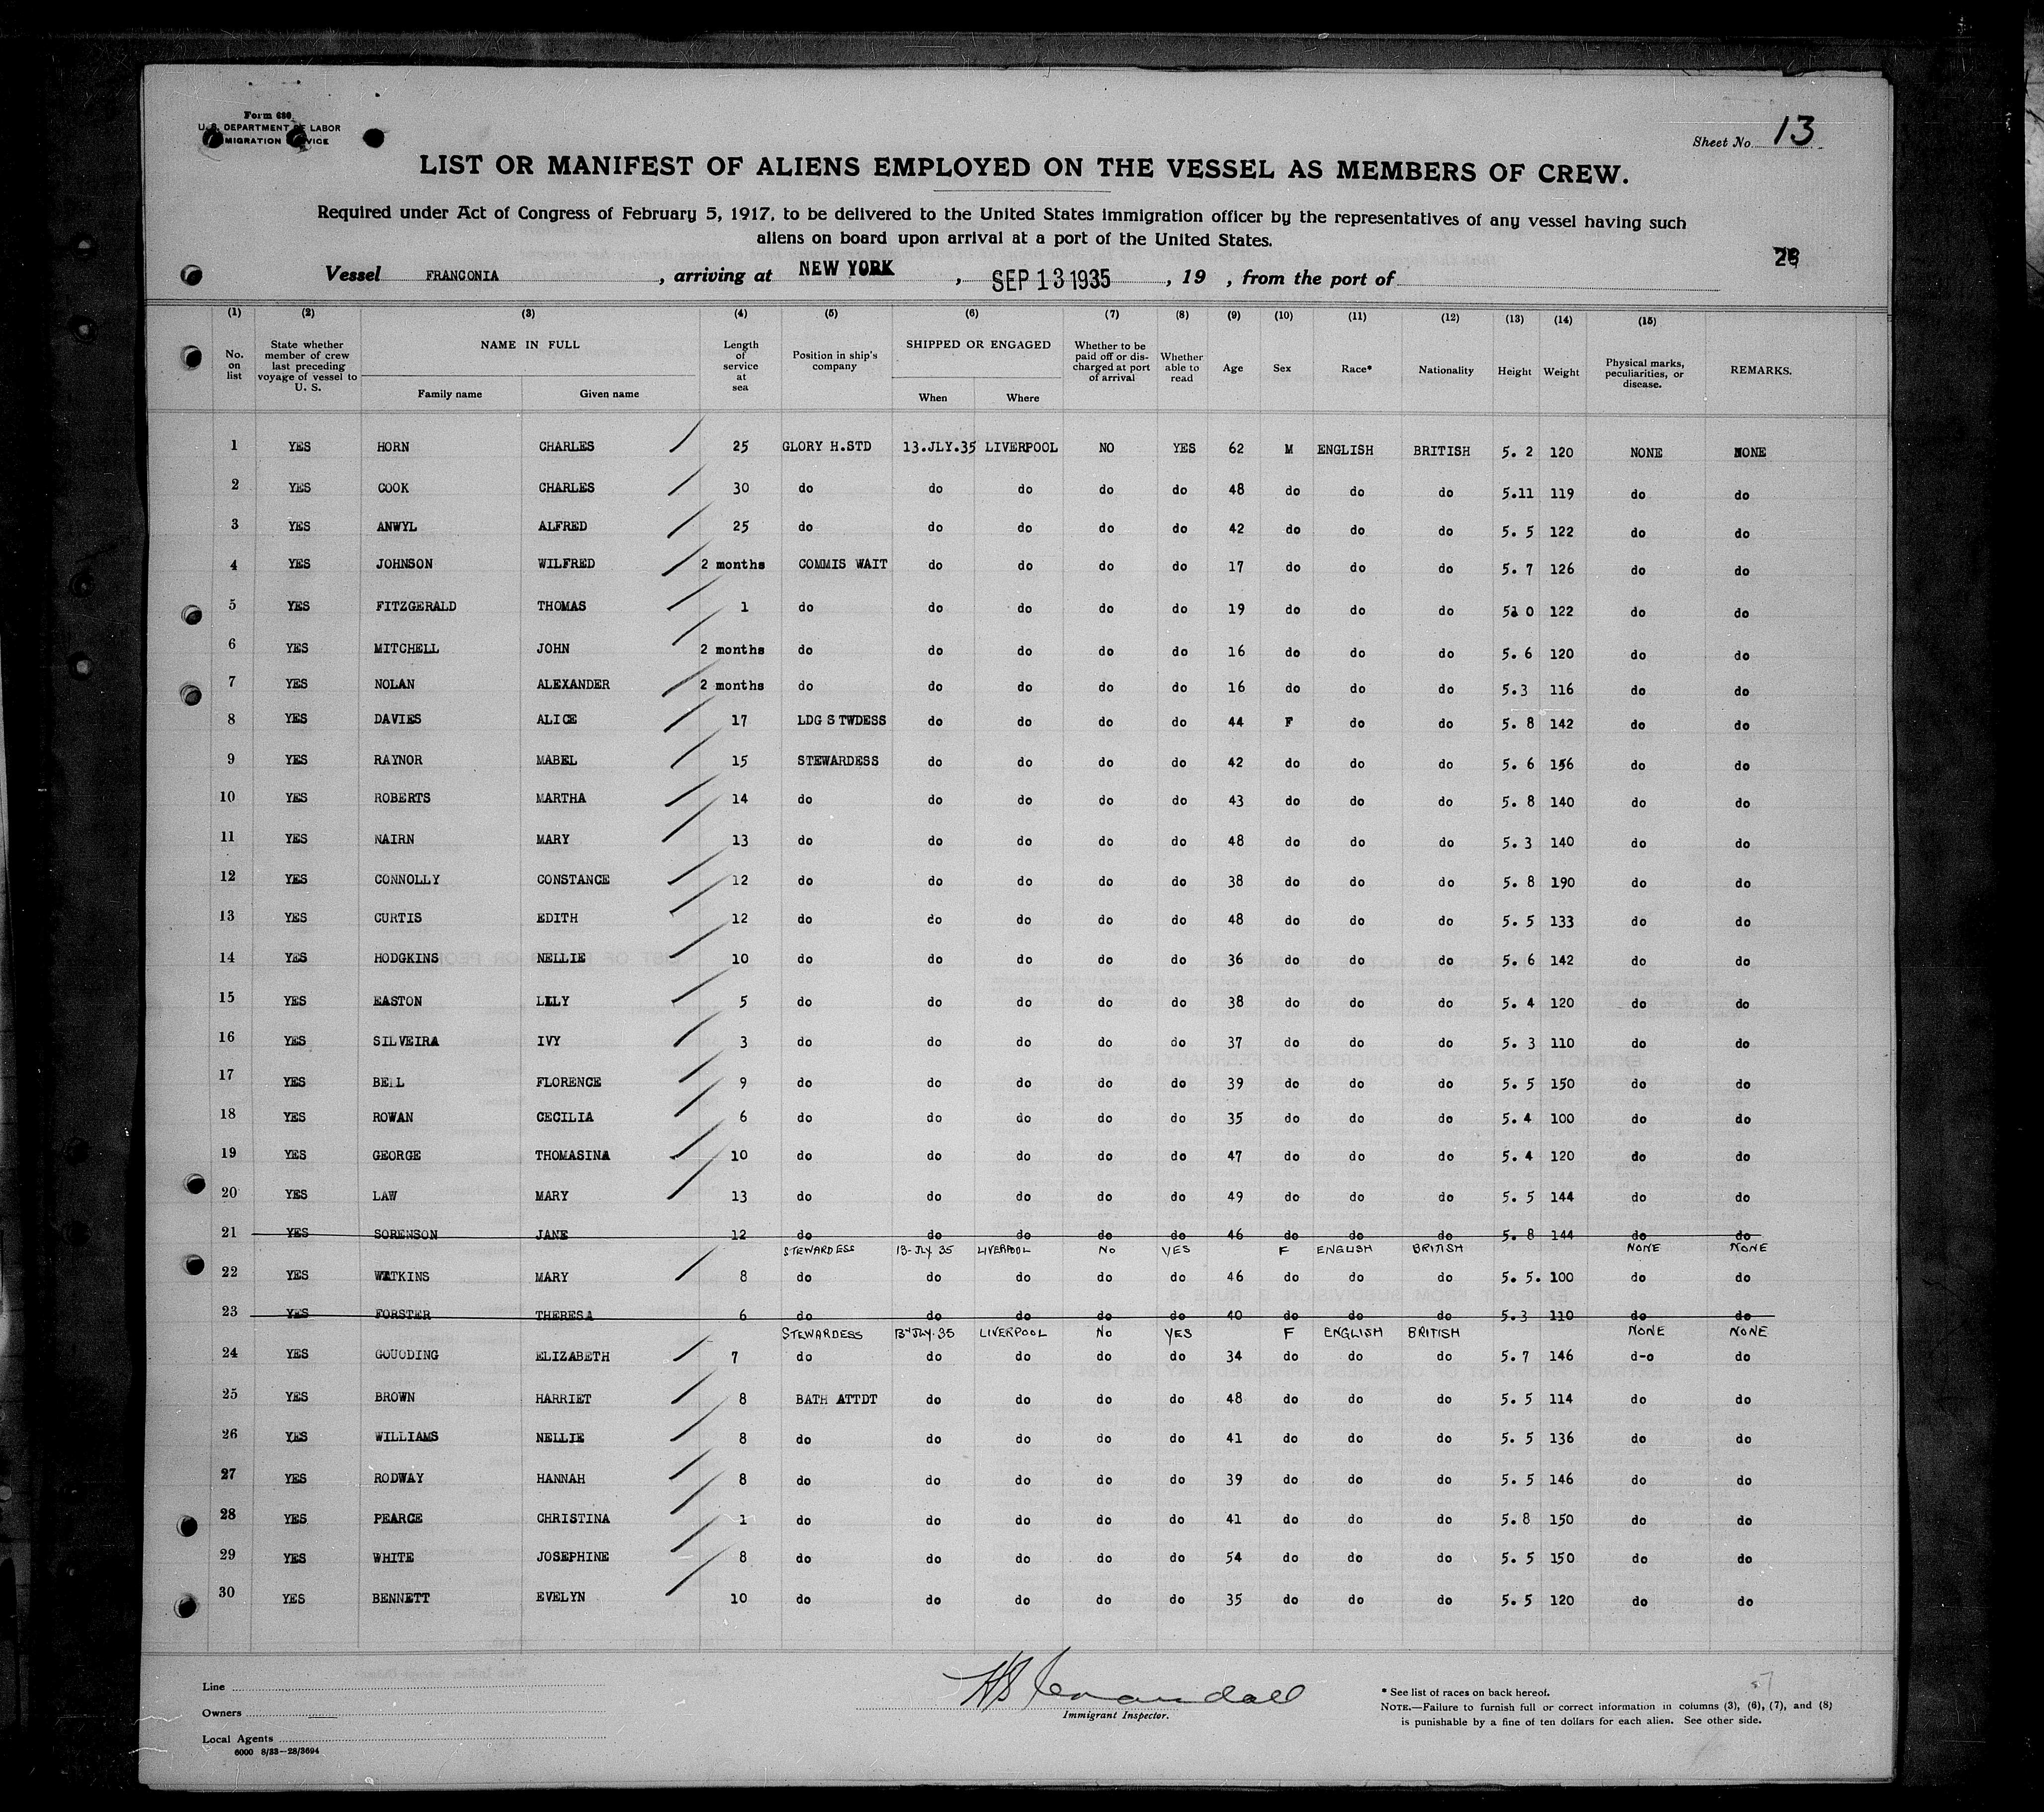 Form 680
U. S. DEPARTMENT OF LABOR
IMMIGRATION SERVICE
Sheet No. 13
LIST OR MANIFEST OF ALIENS EMPLOYED ON THE VESSEL AS MEMBERS OF CREW.
Required under Act of Congress of February 5, 1917, to be delivered to the United States immigration officer by the representatives of any vessel having such
aliens on board upon arrival at a port of the United States.
Vessel FRANCONIA, arriving at NEW YORK, SEP 13 1935, 19 , from the port of
(1) (2) (3) (4) (5) (6) (7) (8) (9) (10) (11) (12) (13) (14) (15)
No. on list State whether member of crew last preceding voyage of vessel to U. S. NAME IN FULL Length of service at sea Position in ship's company SHIPPED OR ENGAGED Whether to be paid off or discharged at port of arrival Whether able to read Age Sex Race* Nationality Height Weight Physical marks, peculiarities, or disease. REMARKS.
Family name Given name When Where
1 YES HORN CHARLES 25 GLORY H.STD 13.JLY.35 LIVERPOOL NO YES 62 M ENGLISH BRITISH 5. 2 120 NONE NONE
2 YES COOK CHARLES 30 do do do do do 48 do do do 5.11 119 do do
3 YES ANWYL ALFRED 25 do do do do do 42 do do do 5. 5 122 do do
4 YES JOHNSON WILFRED 2 months COMMIS WAIT do do do do 17 do do do 5. 7 126 do do
5 YES FITZGERALD THOMAS 1 do do do do do 19 do do do 122 do do
6 YES MITCHELL JOHN 2 months do do do do do 16 do do do 5. 6 120 do do
7 YES NOLAN ALEXANDER 2 months do do do do do 16 do do do 5.3 116 do do
8 YES DAVIES ALICE 17 LDG STWDESS do do do do 44 F do do 5. 8 142 do do
9 YES RAYNOR MABEL 15 STEWARDESS do do do do 42 do do do 5. 6 do do
10 YES ROBERTS MARTHA 14 do do do do do 43 do do do 5. 8 140 do do
11 YES NAIRN MARY 13 do do do do do 48 do do do 5. 3 140 do do
12 YES CONNOLLY CONSTANCE 12 do do do do do 38 do do do 5. 8 190 do do
13 YES CURTIS EDITH 12 do do do do do 48 do do do 5. 5 133 do do
14 YES HODGKINS NELLIE 10 do do do do do 36 do do do 5. 6 142 do do
15 YES EASTON LILY 5 do do do do do 38 do do do 5. 4 120 do do
16 YES SILVEIRA IVY 3 do do do do do 37 do do do 5. 3 110 do do
17 YES BELL FLORENCE 9 do do do do do 39 do do do 5. 5 150 do do
18 YES ROWAN CECILIA 6 do do do do do 35 do do do 5. 4 100 do do
19 YES GEORGE THOMASINA 10 do do do do do 47 do do do 5. 4 120 do do
20 YES LAW MARY 13 do do do do do 49 do do do 5. 5 144 do do
21 YES SORENSON JANE 12 do do do do do 46 do do do 5. 8 144 do do
STEWARDESS 13-JLY. 35 LIVERPOOL NO YES F ENGLISH BRITISH NONE NONE
22 YES WATKINS MARY 8 do do do do do 46 do do do 5. 5. 100 do do
23 YES FORSTER THERESA 6 do do do do do 40 do do do 5.3 110 do do
STEWARDESS 13" JLY. 35 LIVERPOOL NO YES F ENGLISH BRITISH NONE NONE
24 YES GOUODING ELIZABETH 7 do do do do do 34 do do do 5. 7 146 d-o do
25 YES BROWN HARRIET 8 BATH ATTDT do do do do 48 do do do 5. 5 114 do do
26 YES WILLIAMS NELLIE 8 do do do do do 41 do do do 5. 5 136 do do
27 YES RODWAY HANNAH 8 do do do do do 39 do do do 5. 5 146 do do
28 YES PEARCE CHRISTINA 1 do do do do do 41 do do do 5. 8 150 do do
29 YES WHITE JOSEPHINE 8 do do do do do 54 do do do 5. 5 150 do do
30 YES BENNETT EVELYN 10 do do do do do 35 do do do 5. 5 120 do do
Line
Owners
Local Agents
6000 8/33-28/3694
Crandall
Immigrant Inspector.
* See list of races on back hereof.
NOTE.—Failure to furnish full or correct information in columns (3), (6), (7), and (8)
is punishable by a fine of ten dollars for each alien. See other side.